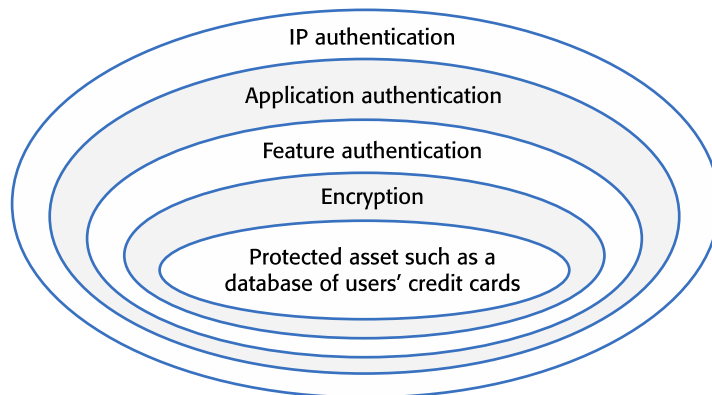 IP authentication
Application authentication
Feature authentication
Encryption
Protected asset such as a
database of users’ credit cards